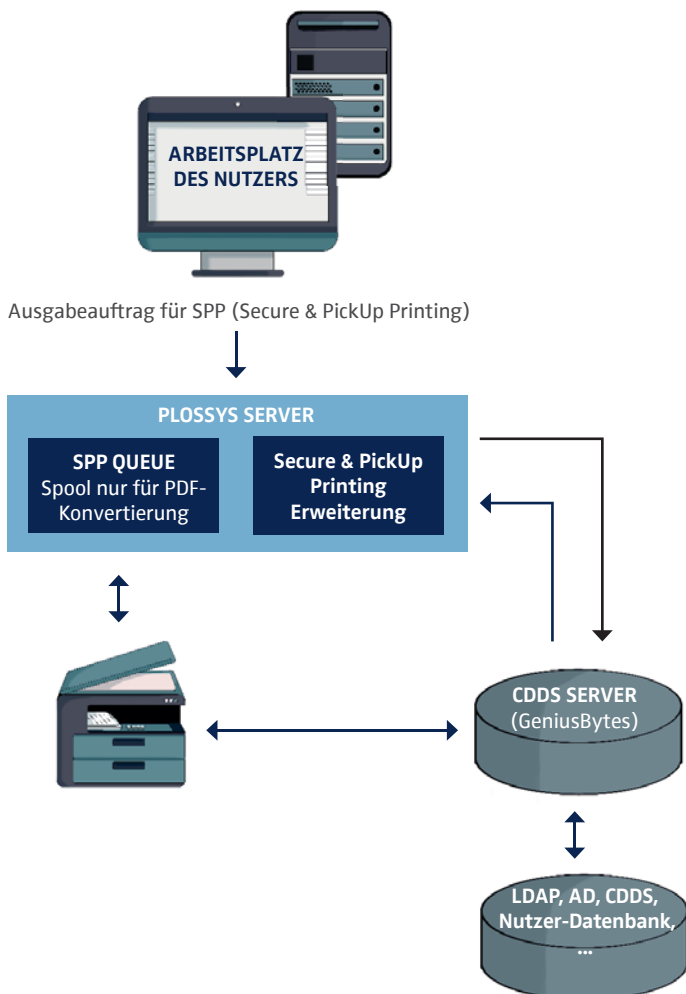 ARBEITSPLATZ
DES NUTZERS
Ausgabeauftrag für SPP (Secure & PickUp Printing)
PLOSSYS SERVER
SPP QUEUE
Spool nur für PDF-
Konvertierung
Secure & PickUp
Printing
Erweiterung
CDDS SERVER
(GeniusBytes)
LDAP, AD, CDDS,
Nutzer-Datenbank,
...